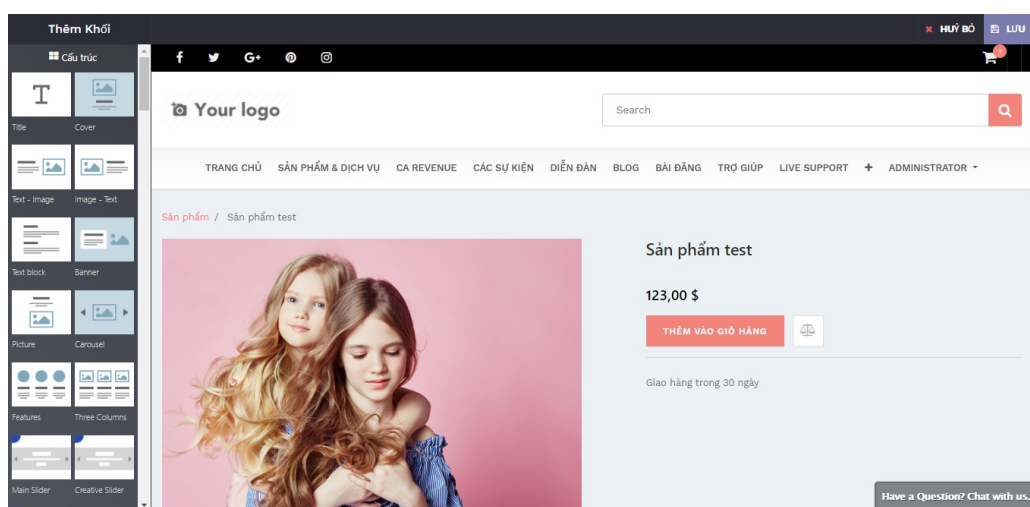 Thêm Khối
HUỶ BỎ
LƯU
Cấu trúc
G+
1
Title
Cover
Your logo
Search
TRANG CHỦ SẢN PHẨM & DỊCH VỤ CA REVENUE CÁC SỰ KIỆN DIỄN ĐÀN BLOG BÀI ĐĂNG TRỢ GIÚP LIVE SUPPORT + ADMINISTRATOR
Text - Image
Image - Text
Sản phẩm / Sản phẩm test
Text block
Banner
Sản phẩm test
123,00 $
THÊM VÀO GIỎ HÀNG
Giao hàng trong 30 ngày
Picture
Carousel
Features
Three Columns
Main Slider
Creative Slider
Have a Question? Chat with us.